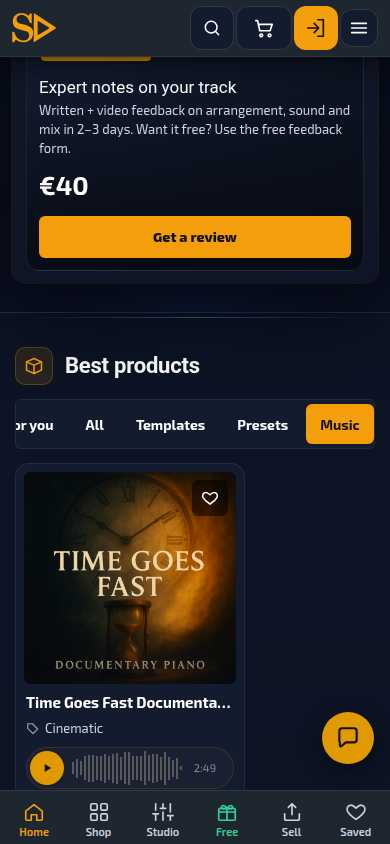 Expert notes on your track
Written + video feedback on arrangement, sound and
mix in 2–3 days. Want it free? Use the free feedback
form.
€40
Get a review
Best products
or you All Templates Presets Music
TIME GOES
FAST
DOCUMENTARY PIANO
Time Goes Fast Documenta...
Cinematic
2:49
Home Shop Studio Free Sell Saved